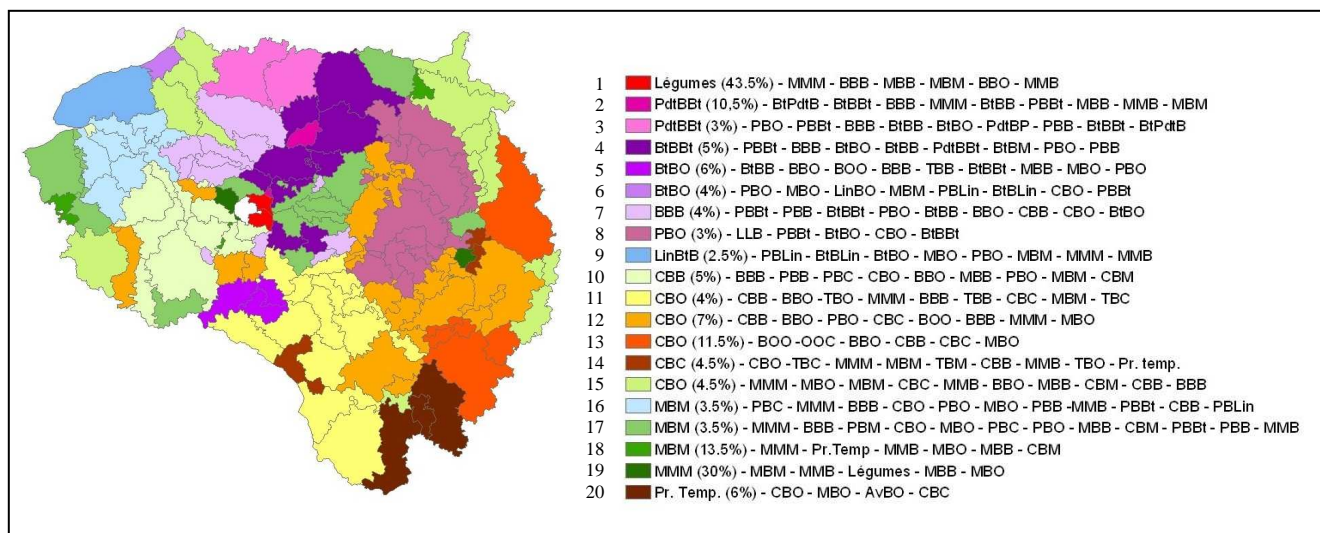 1 Légumes (43.5%) - MMM - BBB - MBB - MBM - BBO - MMB
2 PdtBBt (10,5%) - BtPdtB - BtBBt - BBB - MMM - BtBB - PBBt - MBB - MMB - MBM
3 PdtBBt (3%) - PBO - PBBt - BBB - BtBB - BtBO - PdtBP - PBB - BtBBt - BtPdtB
4 BtBBt (5%) - PBBt - BBB - BtBO - BtBB - PdtBBt - BtBM - PBO - PBB
5 BtBO (6%) - BtBB - BBO - BOO - BBB - TBB - BtBBt - MBB - MBO - PBO
6 BtBO (4%) - PBO - MBO - LinBO - MBM - PBLin - BtBLin - CBO - PBBt
7 BBB (4%) - PBBt - PBB - BtBBt - PBO - BtBB - BBO - CBB - CBO - BtBO
8 PBO (3%) - LLB - PBBt - BtBO - CBO - BtBBt
9 LinBtB (2.5%) - PBLin - BtBLin - BtBO - MBO - PBO - MBM - MMM - MMB
10 CBB (5%) - BBB - PBB - PBC - CBO - BBO - MBB - PBO - MBM - CBM
11 CBO (4%) - CBB - BBO -TBO - MMM - BBB - TBB - CBC - MBM - TBC
12 CBO (7%) - CBB - BBO - PBO - CBC - BOO - BBB - MMM - MBO
13 CBO (11.5%) - BOO -OOC - BBO - CBB - CBC - MBO
14 CBC (4.5%) - CBO -TBC - MMM - MBM - TBM - CBB - MMB - TBO - Pr. temp.
15 CBO (4.5%) - MMM - MBO - MBM - CBC - MMB - BBO - MBB - CBM - CBB - BBB
16 MBM (3.5%) - PBC - MMM - BBB - CBO - PBO - MBO - PBB -MMB - PBBt - CBB - PBLin
17 MBM (3.5%) - MMM - BBB - PBM - CBO - MBO - PBC - PBO - MBB - CBM - PBBt - PBB - MMB
18 MBM (13.5%) - MMM - Pr.Temp - MMB - MBO - MBB - CBM
19 MMM (30%) - MBM - MMB - Légumes - MBB - MBO
20 Pr. Temp. (6%) - CBO - MBO - AvBO - CBC